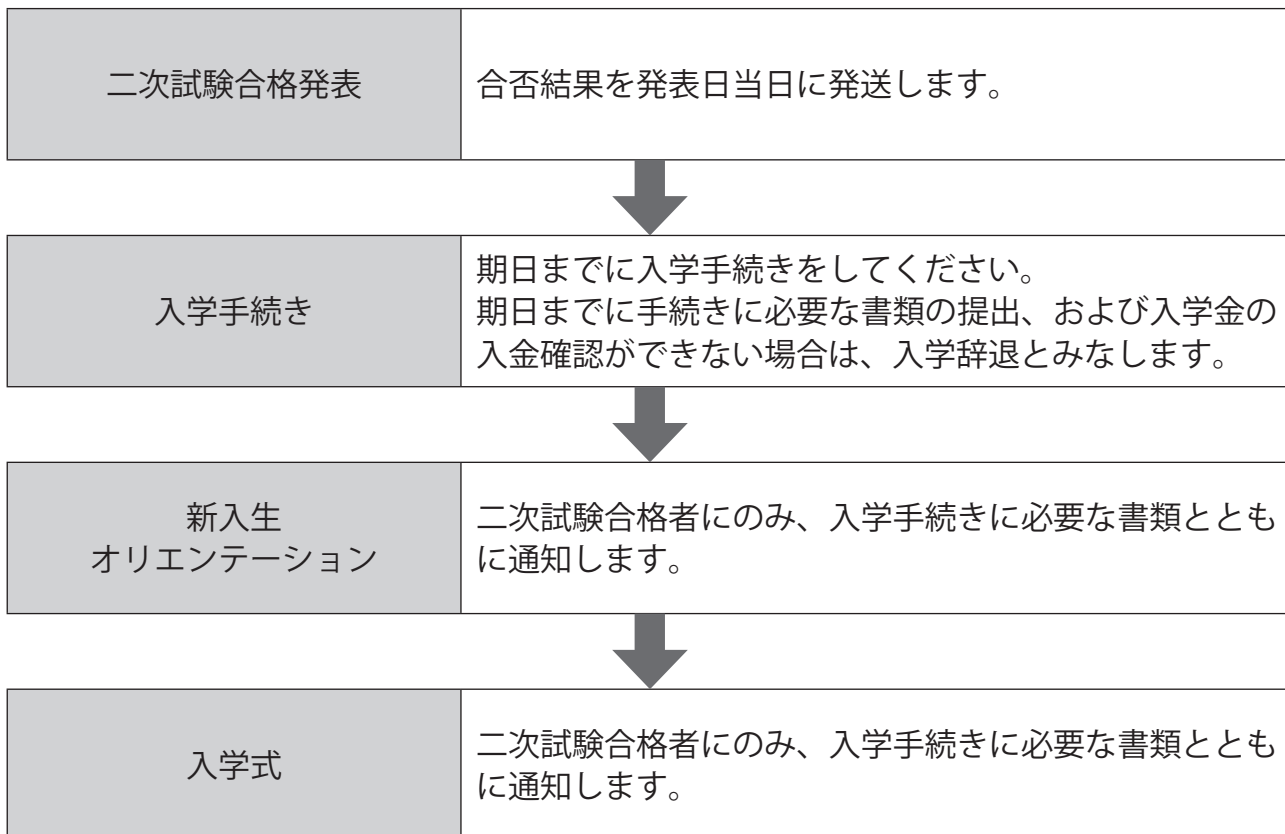 二次試験合格発表
合否結果を発表日当日に発送します。
入学手続き
期日までに入学手続きをしてください。
期日までに手続きに必要な書類の提出、および入学金の
入金確認ができない場合は、入学辞退とみなします。
新入生
オリエンテーション
二次試験合格者にのみ、入学手続きに必要な書類ととも
に通知します。
入学式
二次試験合格者にのみ、入学手続きに必要な書類ととも
に通知します。